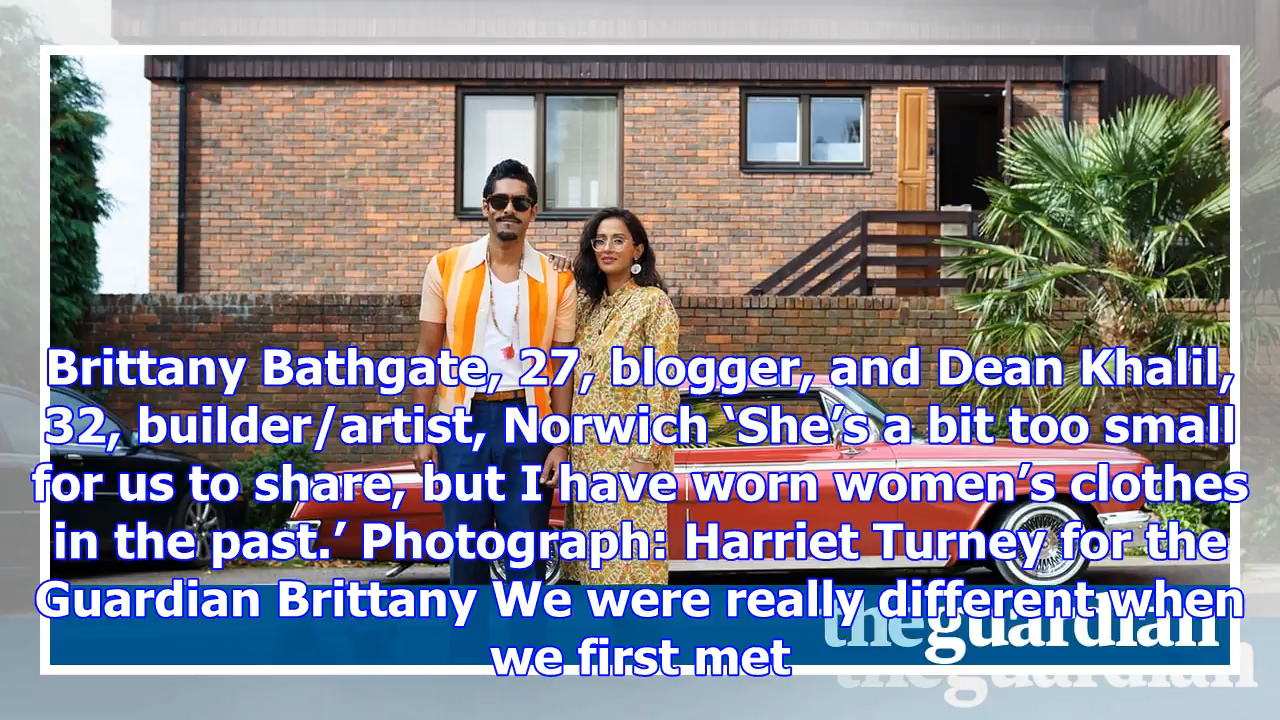 Brittany Bathgate, 27, blogger, and Dean Khalil,
32, builder/artist, Norwich ‘She’s a bit too small
for us to share, but I have worn women’s clothes
in the past.’ Photograph: Harriet Turney for the
Guardian Brittany We were really different when
we first met
theguardian
theguardian